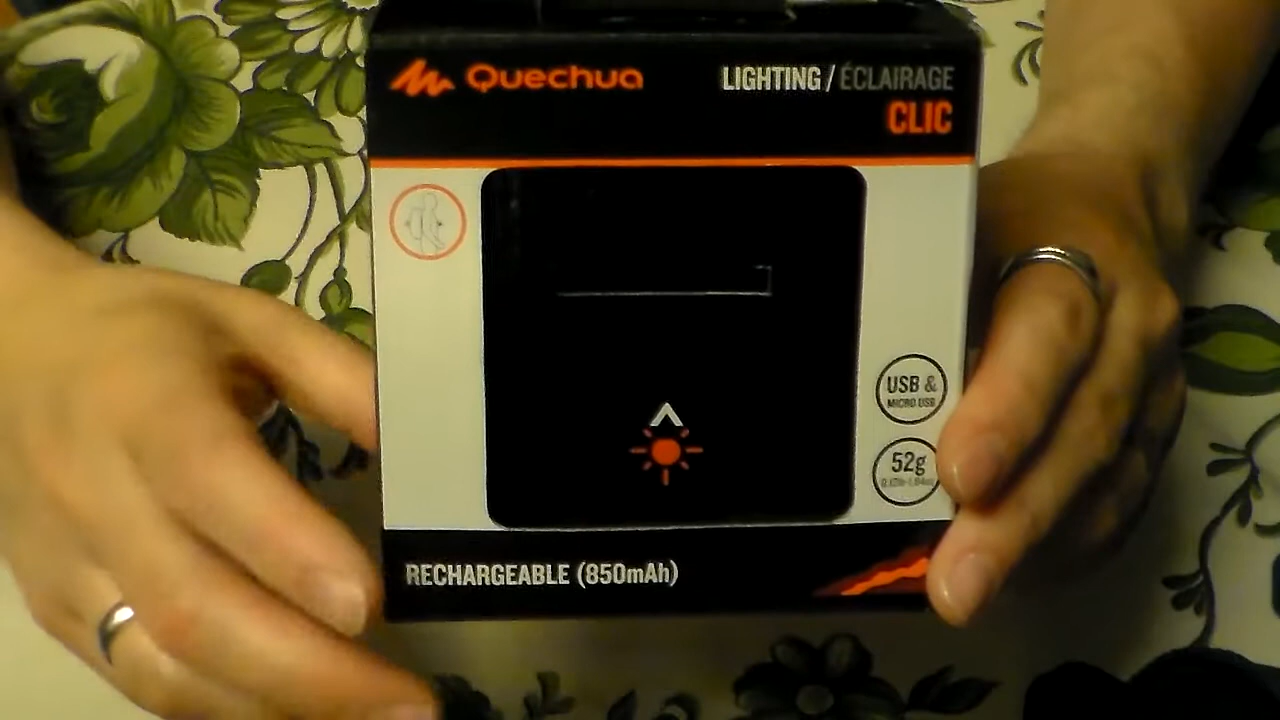 Quechua
LIGHTING / ÉCLAIRAGE
CLIC
USB &
MICRO USB
52g
RECHARGEABLE (850mAh)